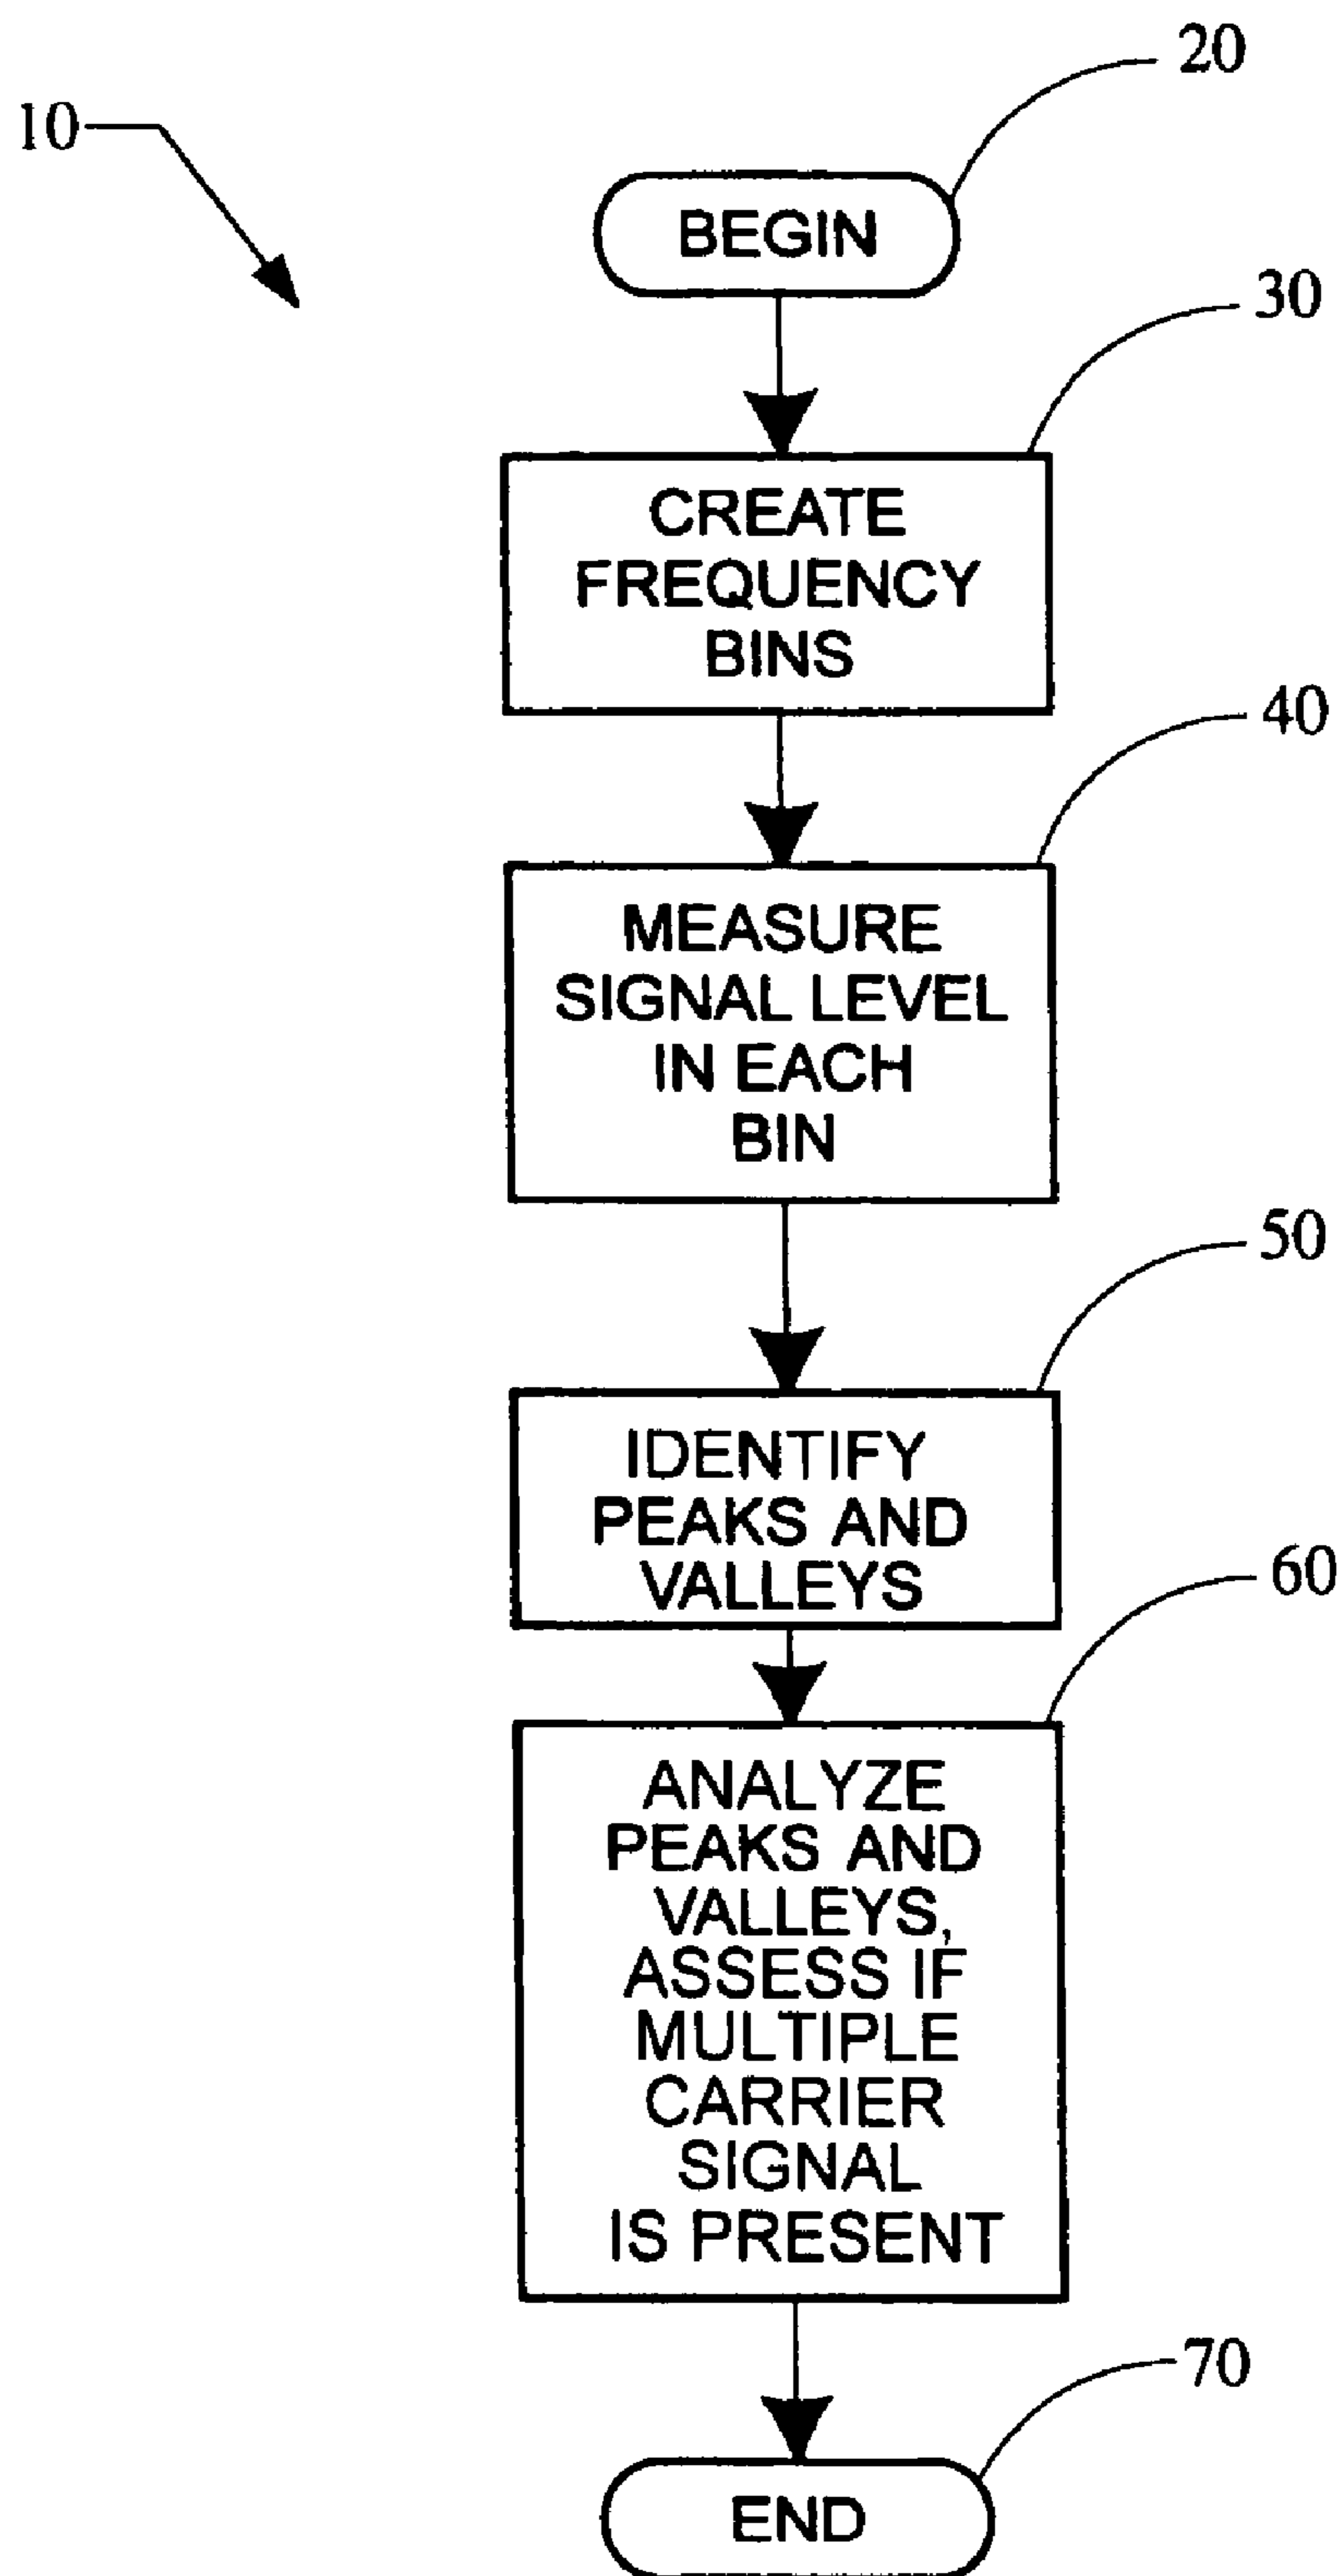 20
10
BEGIN
30
CREATE
FREQUENCY
BINS
40
MEASURE
SIGNAL LEVEL
IN EACH
BIN
50
IDENTIFY
PEAKS AND
VALLEYS
60
ANALYZE
PEAKS AND
VALLEYS,
ASSESS IF
MULTIPLE
CARRIER
SIGNAL
IS PRESENT
70
END